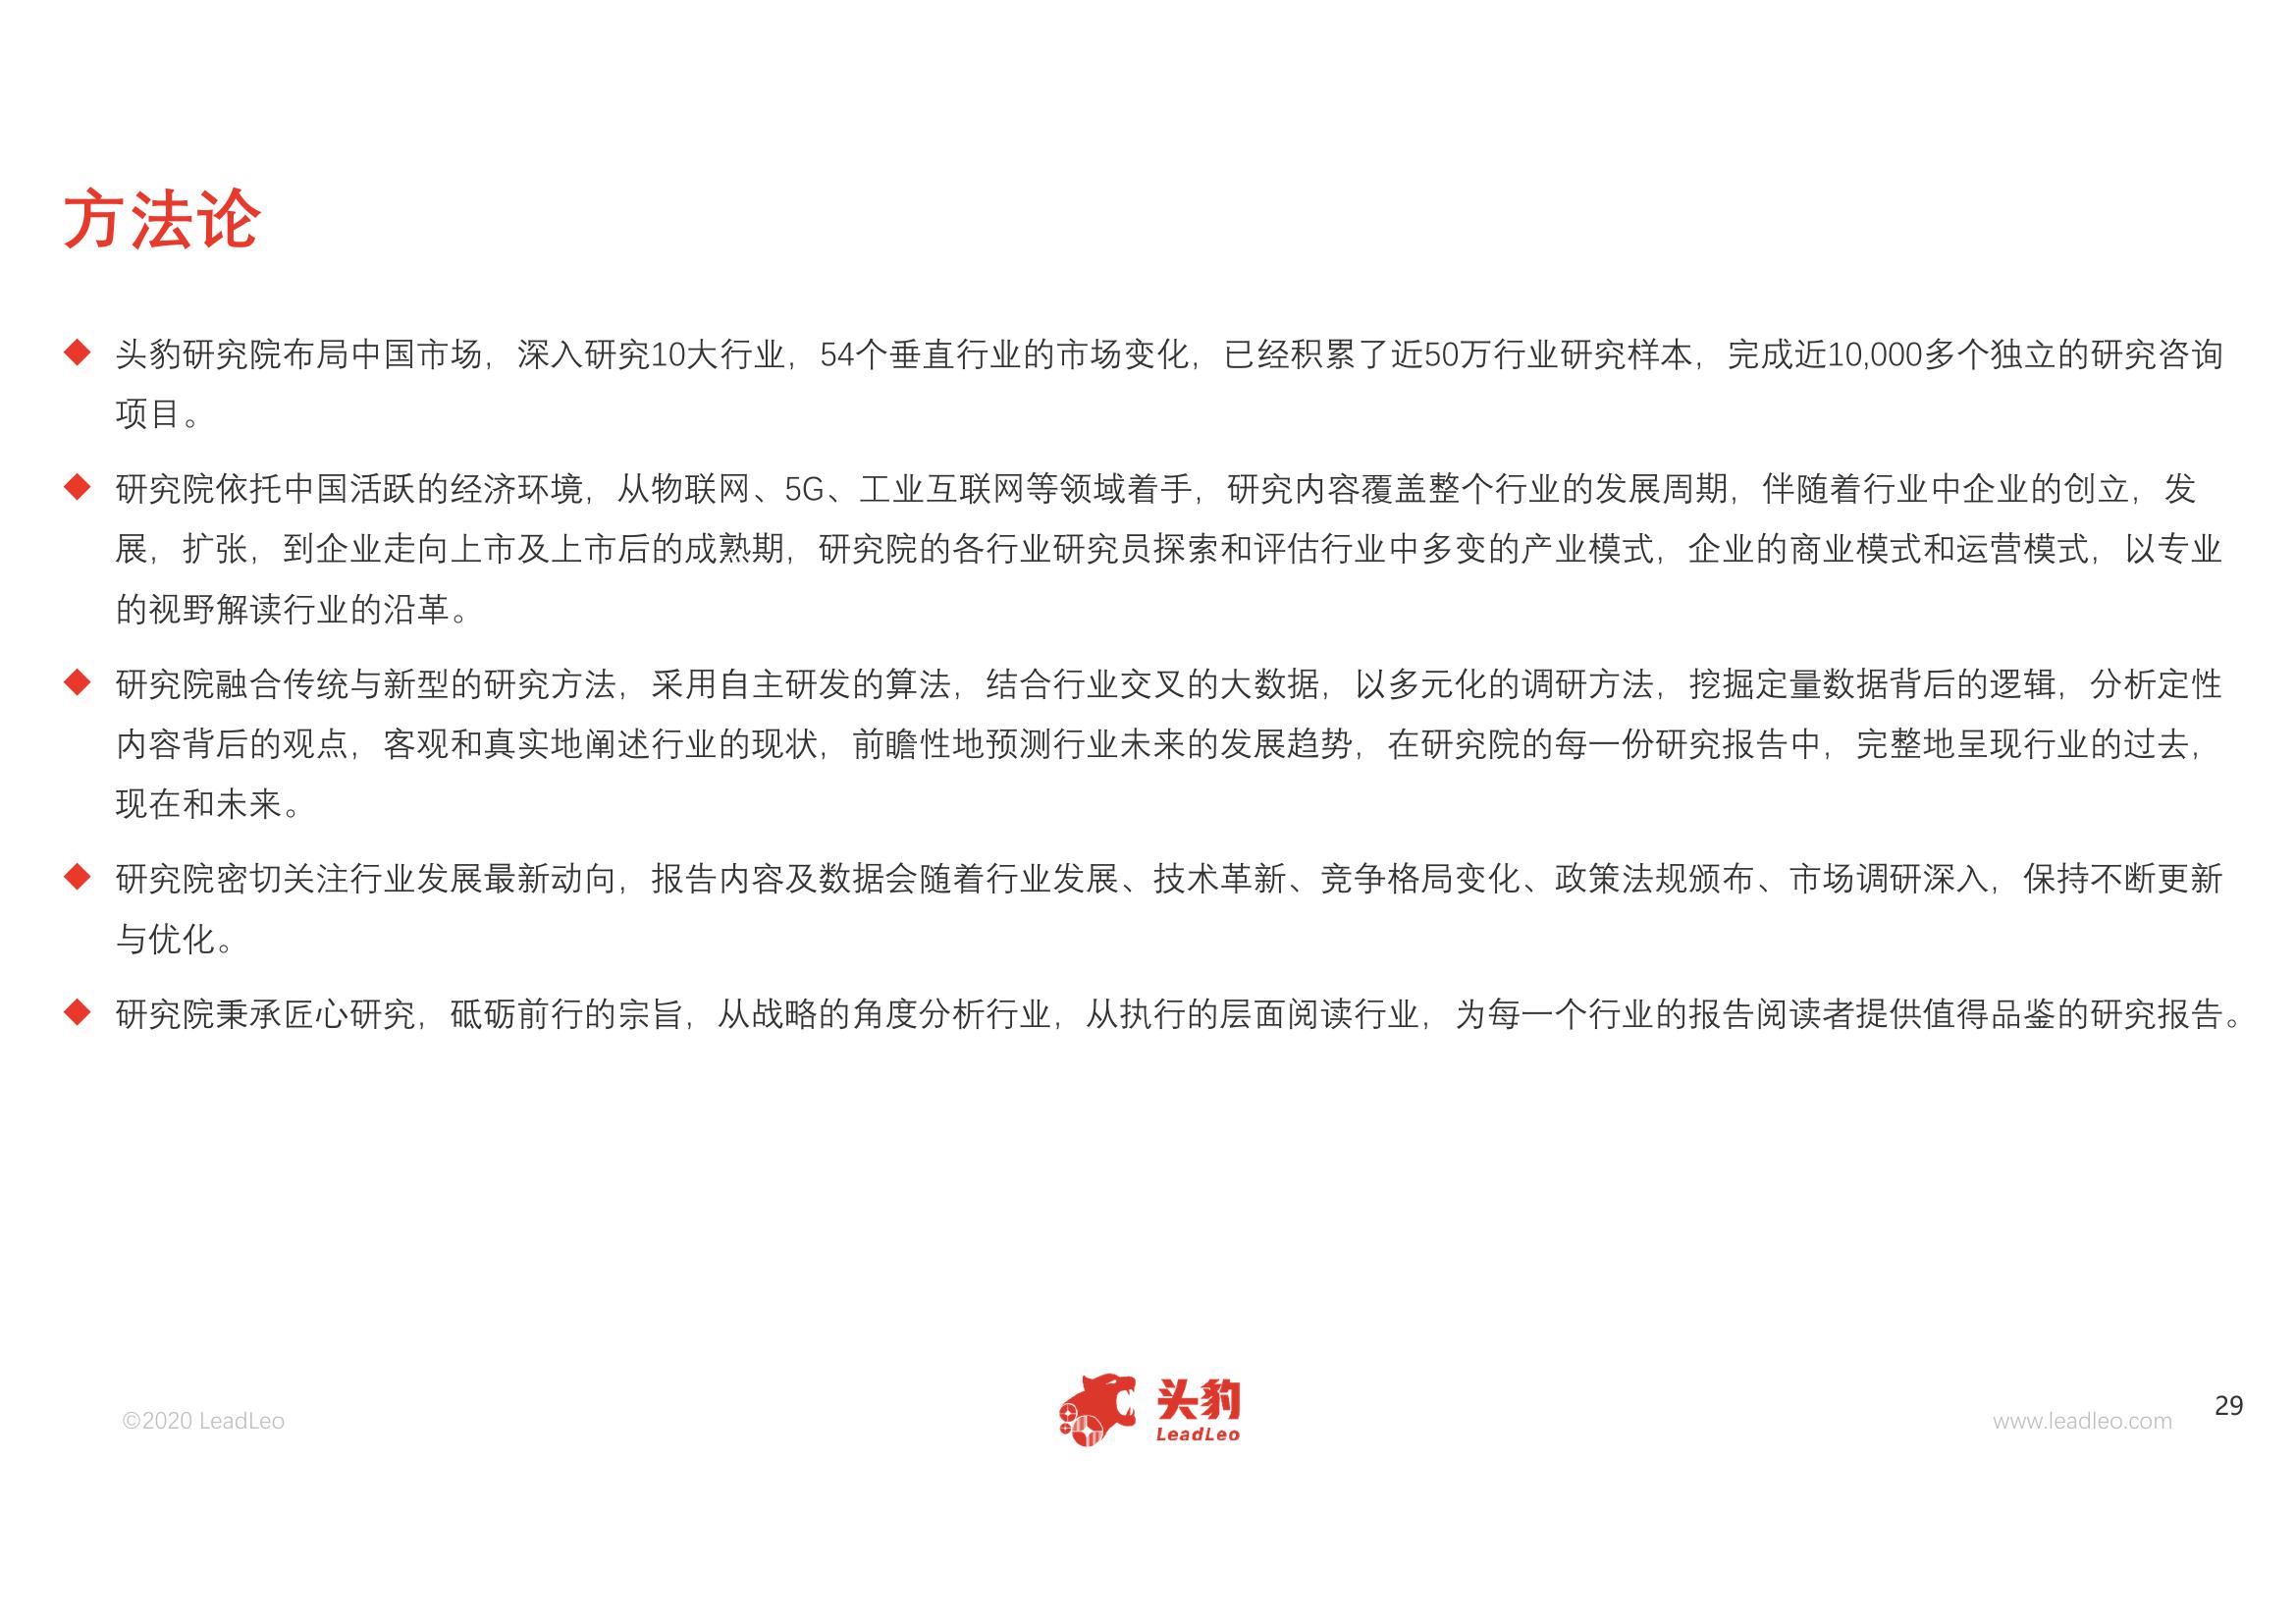 方法论
◆ 头豹研究院布局中国市场，深入研究10大行业，54个垂直行业的市场变化，已经积累了近50万行业研究样本，完成近10,000多个独立的研究咨询
项目。
◆ 研究院依托中国活跃的经济环境，从物联网、5G、工业互联网等领域着手，研究内容覆盖整个行业的发展周期，伴随着行业中企业的创立，发
展，扩张，到企业走向上市及上市后的成熟期，研究院的各行业研究员探索和评估行业中多变的产业模式，企业的商业模式和运营模式，以专业
的视野解读行业的沿革。
◆ 研究院融合传统与新型的研究方法，采用自主研发的算法，结合行业交叉的大数据，以多元化的调研方法，挖掘定量数据背后的逻辑，分析定性
内容背后的观点，客观和真实地阐述行业的现状，前瞻性地预测行业未来的发展趋势，在研究院的每一份研究报告中，完整地呈现行业的过去，
现在和未来。
◆ 研究院密切关注行业发展最新动向，报告内容及数据会随着行业发展、技术革新、竞争格局变化、政策法规颁布、市场调研深入，保持不断更新
与优化。
◆ 研究院秉承匠心研究，砥砺前行的宗旨，从战略的角度分析行业，从执行的层面阅读行业，为每一个行业的报告阅读者提供值得品鉴的研究报告。
©2020 LeadLeo
头豹
LeadLeo
www.leadleo.com
29